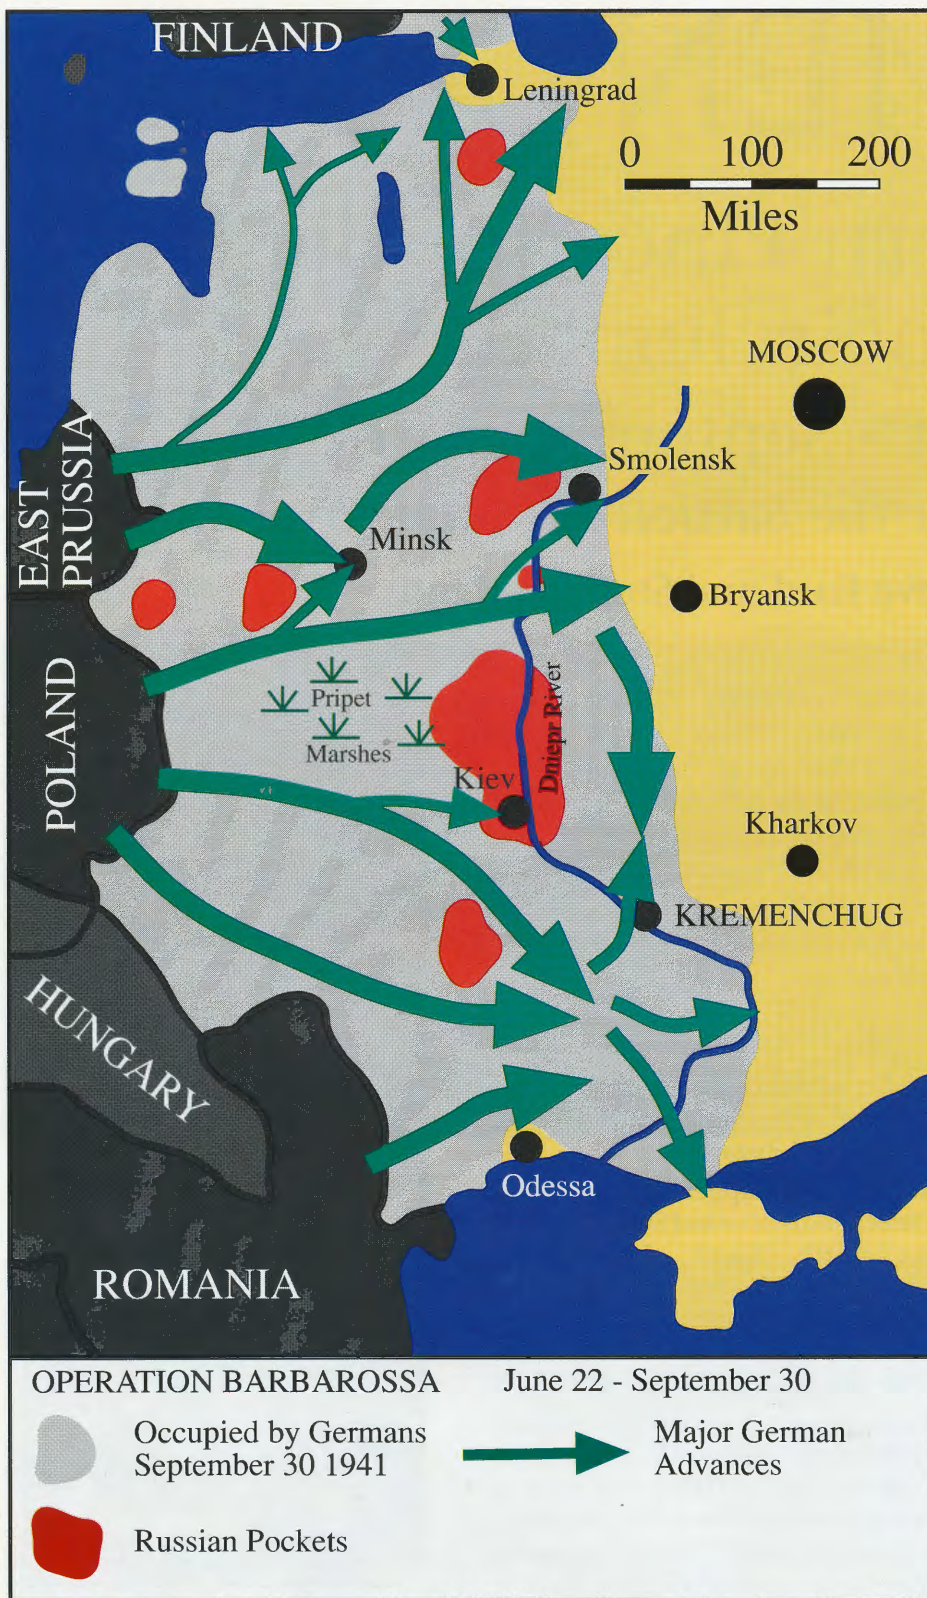 FINLAND
Leningrad
0 100 200
Miles
MOSCOW
Smolensk
EAST
PRUSSIA
Minsk
Bryansk
POLAND
Pripet
Marshes
Dniepr River
Kiev
Kharkov
KREMENCHUG
HUNGARY
Odessa
ROMANIA
OPERATION BARBAROSSA June 22 - September 30
Occupied by Germans
September 30 1941
Major German
Advances
Russian Pockets